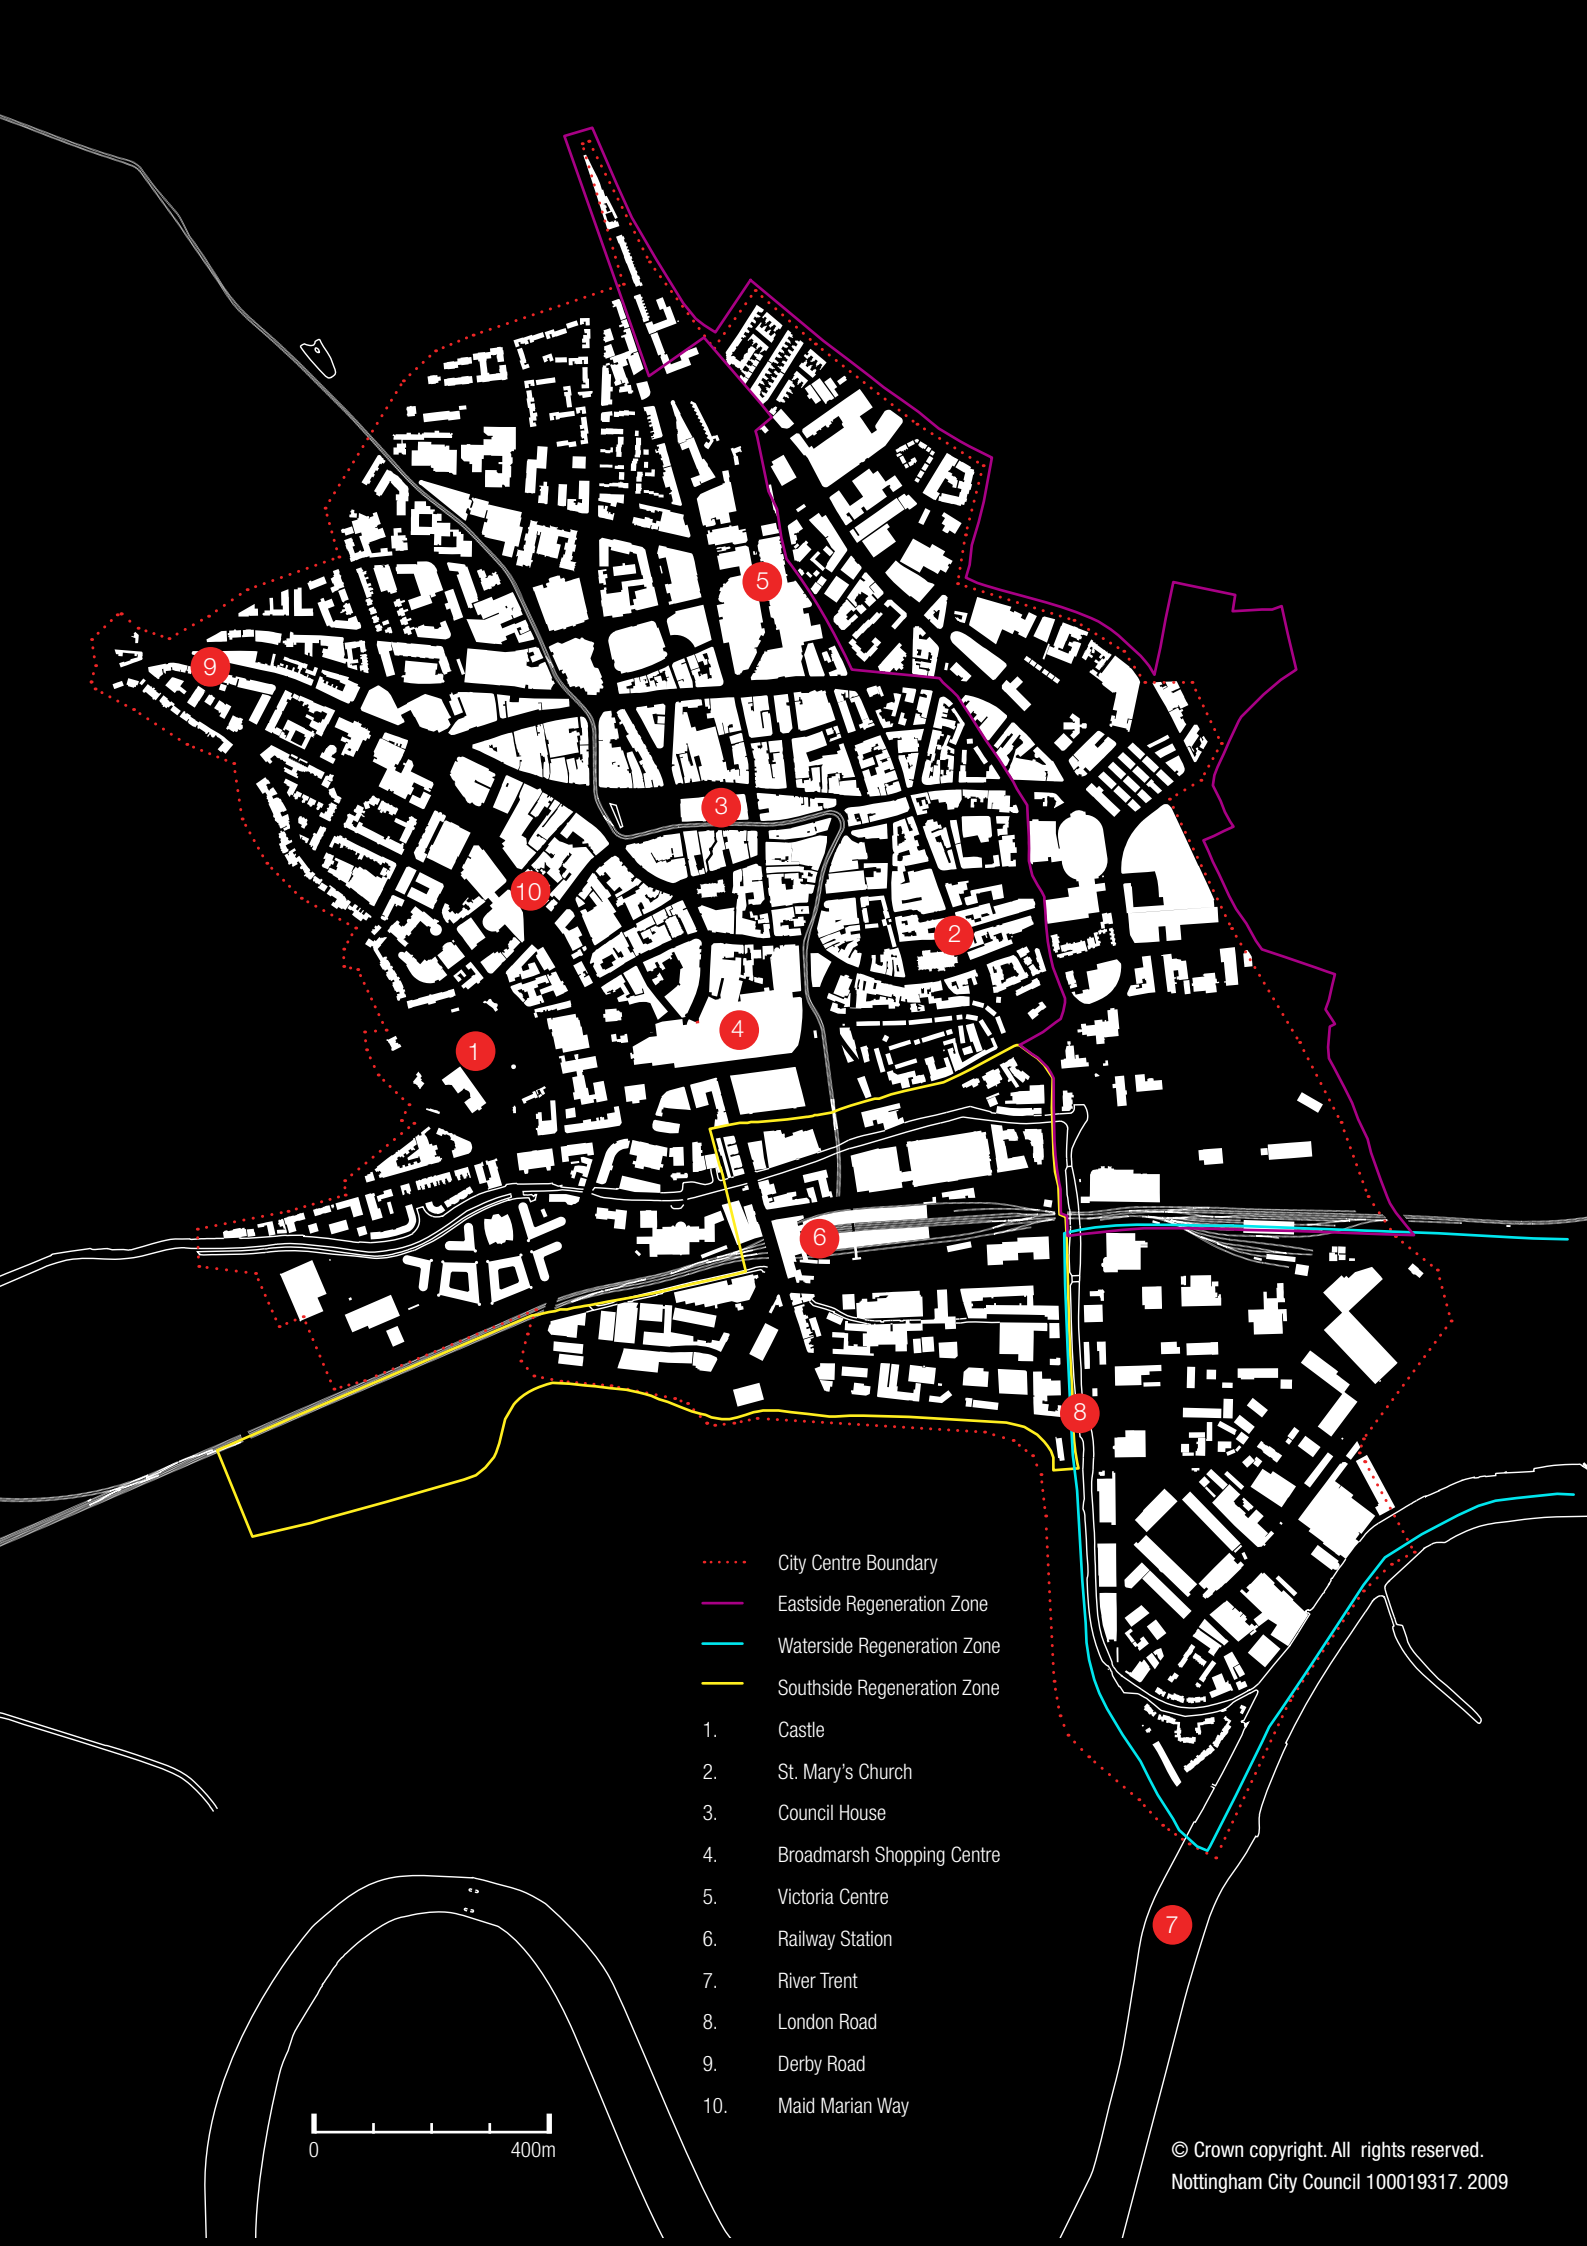 5
9
3
10
2
4
1
6
8
City Centre Boundary
Eastside Regeneration Zone
Waterside Regeneration Zone
Southside Regeneration Zone
1. Castle
2. St. Mary's Church
3. Council House
4. Broadmarsh Shopping Centre
5. Victoria Centre
7
6. Railway Station
7. River Trent
8. London Road
9. Derby Road
10. Maid Marian Way
0 400m
© Crown copyright. All rights reserved.
Nottingham City Council 100019317. 2009